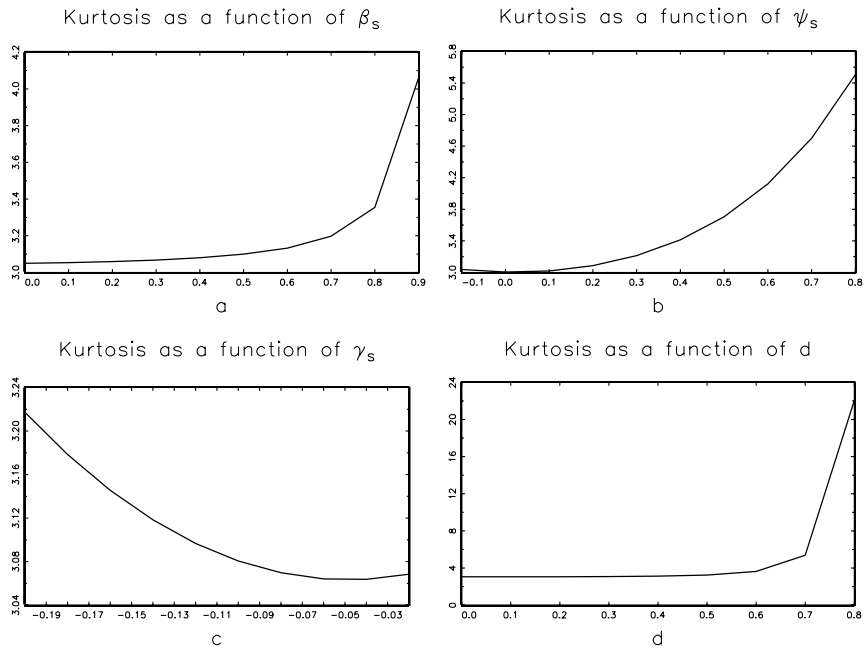 Kurtosis as a function of βs
4.2
4.0
3.8
3.6
3.4
3.2
3.0
0.0 0.1 0.2 0.3 0.4 0.5 0.6 0.7 0.8 0.9
a
Kurtosis as a function of ψs
5.8
5.4
5.0
4.6
4.2
3.8
3.4
3.0
-0.1 0.0 0.1 0.2 0.3 0.4 0.5 0.6 0.7 0.8
b
Kurtosis as a function of γs
3.24
3.20
3.16
3.12
3.08
3.04
-0.19 -0.17 -0.15 -0.13 -0.11 -0.09 -0.07 -0.05 -0.03
c
Kurtosis as a function of d
24
20
16
12
8
4
0
0.0 0.1 0.2 0.3 0.4 0.5 0.6 0.7 0.8
d